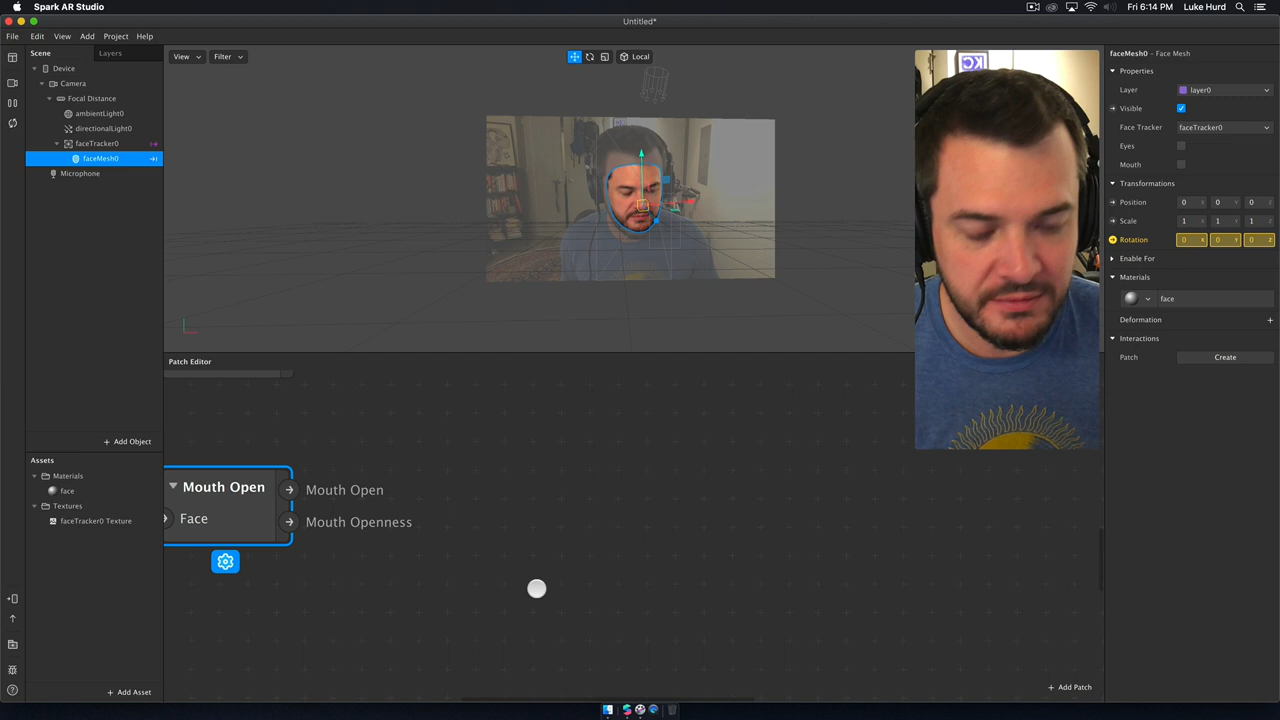 Spark AR Studio
Fri 6:14 PM Luke Hurd
Untitled*
File Edit View Add Project Help
Scene Layers
Device
Camera
Focal Distance
ambientLight0
directionalLight0
faceTracker0
faceMesh0
Microphone
+ Add Object
Assets
Materials
face
Textures
faceTracker0 Texture
+ Add Asset
View Filter Local
KC
Patch Editor
Mouth Open
Face
Mouth Open
Mouth Openness
+ Add Patch
faceMesh0 – Face Mesh
Properties
Layer layer0
Visible
Face Tracker faceTracker0
Eyes
Mouth
Transformations
Position 0 X 0 Y 0 Z
Scale 1 X 1 Y 1 Z
Rotation 0 X 0 Y 0 Z
Enable For
Materials
face
Deformation +
Interactions
Patch Create